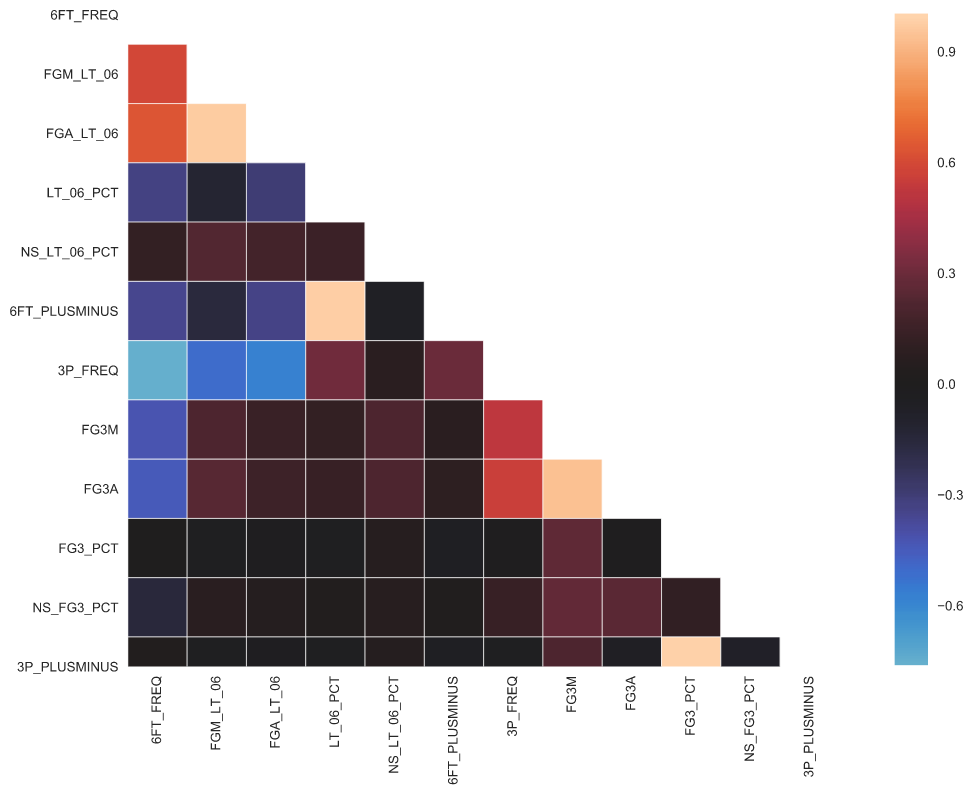 6FT_FREQ
FGM_LT_06
FGA_LT_06
LT_06_PCT
NS_LT_06_PCT
6FT_PLUSMINUS
3P_FREQ
FG3M
FG3A
FG3_PCT
NS_FG3_PCT
3P_PLUSMINUS
6FT_FREQ
FGM_LT_06
FGA_LT_06
LT_06_PCT
NS_LT_06_PCT
6FT_PLUSMINUS
3P_FREQ
FG3M
FG3A
FG3_PCT
NS_FG3_PCT
3P_PLUSMINUS
0.9
0.6
0.3
0.0
−0.3
−0.6